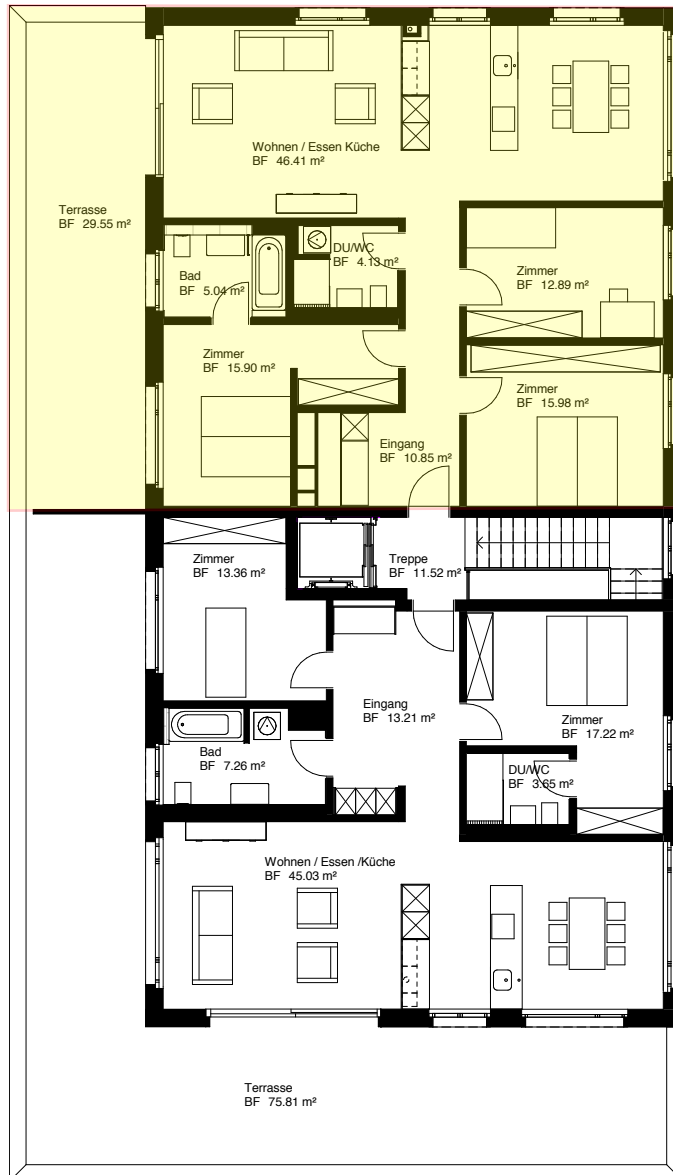 Wohnen / Essen Küche
BF 46.41 m²
Terrasse
BF 29.55 m²
DU/WC
BF 4.13 m²
Bad
BF 5.04 m²
Zimmer
BF 12.89 m²
Zimmer
BF 15.90 m²
Zimmer
BF 15.98 m²
Eingang
BF 10.85 m²
Zimmer
BF 13.36 m²
Treppe
BF 11.52 m²
Eingang
BF 13.21 m²
Zimmer
BF 17.22 m²
Bad
BF 7.26 m²
DU/WC
BF 3.65 m²
Wohnen / Essen /Küche
BF 45.03 m²
Terrasse
BF 75.81 m²